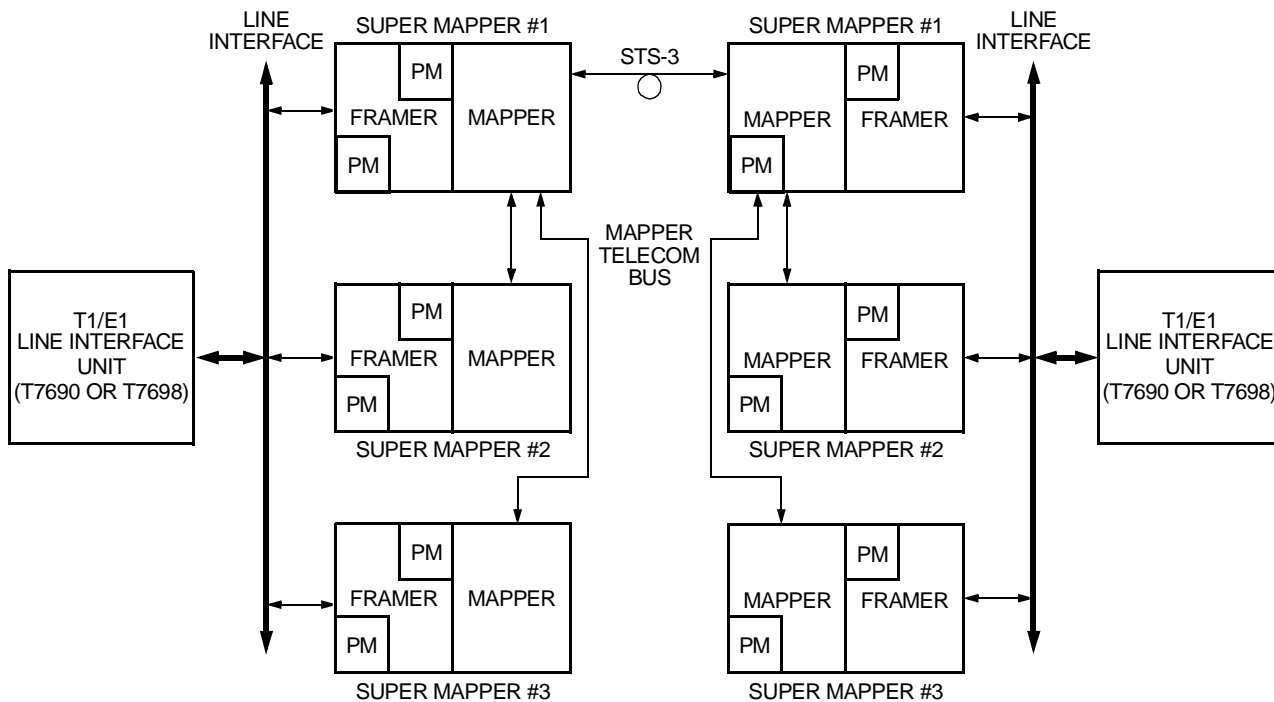 LINE
INTERFACE
SUPER MAPPER #1
PM
FRAMER
MAPPER
PM
STS-3
SUPER MAPPER #1
PM
MAPPER
FRAMER
PM
LINE
INTERFACE
MAPPER
TELECOM
BUS
T1/E1
LINE INTERFACE
UNIT
(T7690 OR T7698)
PM
FRAMER
MAPPER
PM
SUPER MAPPER #2
PM
MAPPER
FRAMER
PM
SUPER MAPPER #2
T1/E1
LINE INTERFACE
UNIT
(T7690 OR T7698)
PM
FRAMER
MAPPER
PM
SUPER MAPPER #3
PM
MAPPER
FRAMER
PM
SUPER MAPPER #3